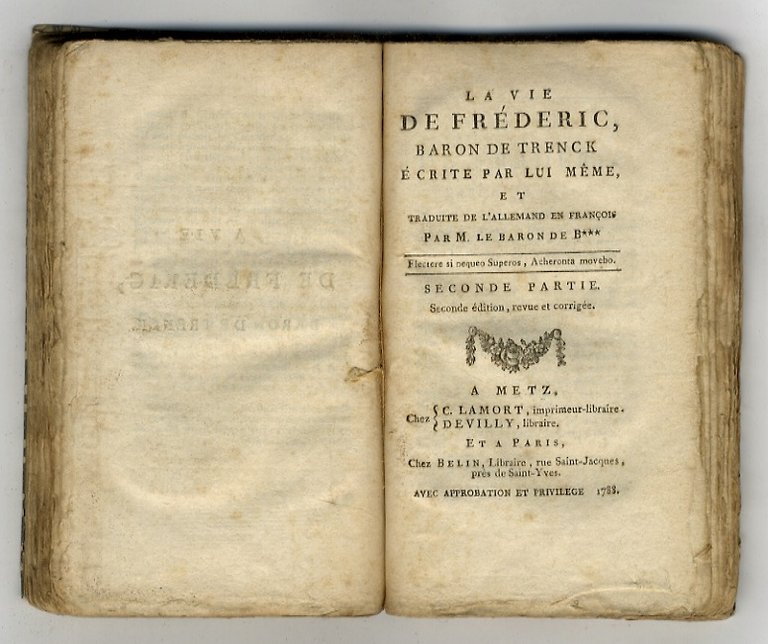 LA VIE
DE FRÉDERIC,
BARON DE TRENCK
ÉCRITE PAR LUI MÊME,
ET
TRADUITE DE L'ALLEMAND EN FRANÇOIS
PAR M. LE BARON DE B***
Flectere si nequeo Superos, Acheronta movebo.
SECONDE PARTIE.
Seconde édition, revue et corrigée.
A METZ,
Chez { C. LAMORT, imprimeur-libraire.
DEVILLY, libraire.
ET A PARIS,
Chez BELIN, Libraire, rue Saint-Jacques,
près de Saint-Yves.
AVEC APPROBATION ET PRIVILEGE 1788.